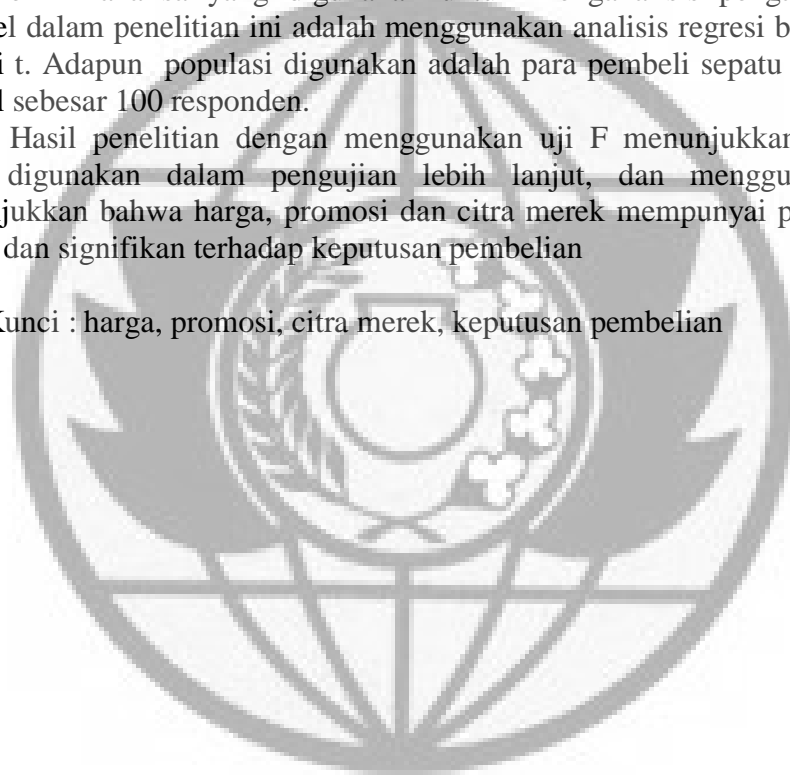 el dalam penelitian ini adalah menggunakan analisis regresi b
i t. Adapun populasi digunakan adalah para pembeli sepatu
l sebesar 100 responden.
Hasil penelitian dengan menggunakan uji F menunjukkan
digunakan dalam pengujian lebih lanjut, dan menggu
jukkan bahwa harga, promosi dan citra merek mempunyai p
dan signifikan terhadap keputusan pembelian
Kunci : harga, promosi, citra merek, keputusan pembelian